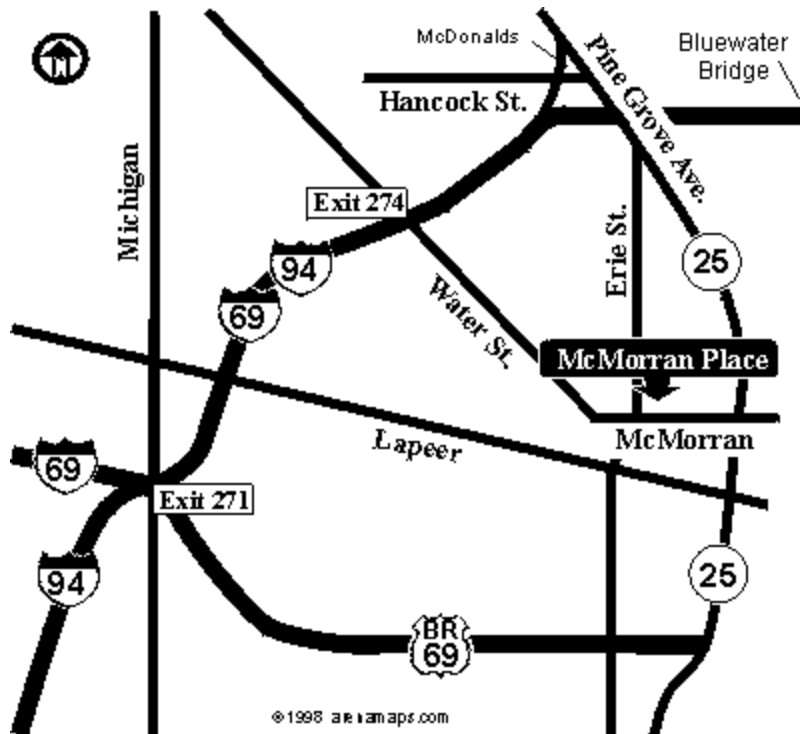 N
McDonalds
Bluewater
Bridge
Hancock St.
Pine Grove Ave.
Michigan
Exit 274
94
69
Erie St.
25
Water St.
McMorran Place
Lapeer
McMorran
69
Exit 271
94
25
BR
69
©1998 arenamaps.com